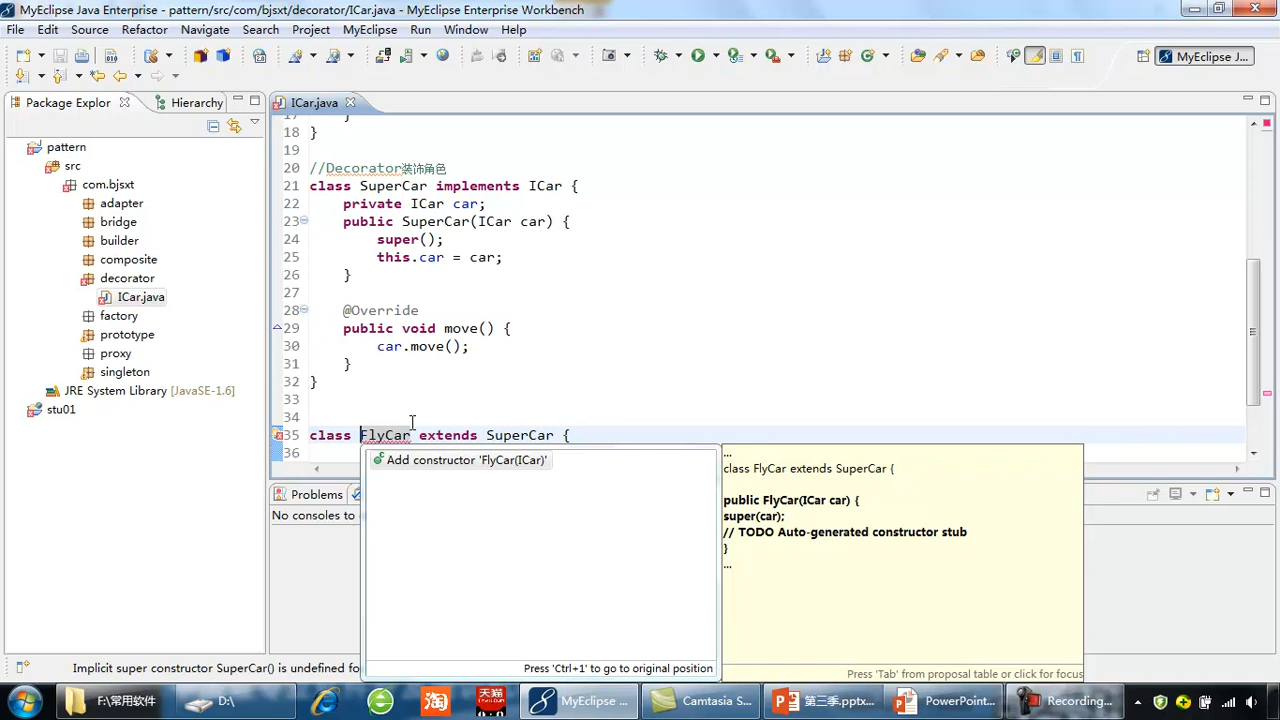 MyEclipse Java Enterprise - pattern/src/com/bjsxt/decorator/ICar.java - MyEclipse Enterprise Workbench
File Edit Source Refactor Navigate Search Project MyEclipse Run Window Help
MyEclipse J...
Package Explor
Hierarchy
pattern
src
com.bjsxt
adapter
bridge
builder
composite
decorator
ICar.java
factory
prototype
proxy
singleton
JRE System Library [JavaSE-1.6]
stu01
ICar.java
17 }
18 }
19
20 //Decorator装饰角色
21 class SuperCar implements ICar {
22 private ICar car;
23 public SuperCar(ICar car) {
24 super();
25 this.car = car;
26 }
27
28 @Override
29 public void move() {
30 car.move();
31 }
32 }
33
34
35 class FlyCar extends SuperCar {
36
Add constructor 'FlyCar(ICar)'
Press 'Ctrl+1' to go to original position
...
class FlyCar extends SuperCar {
public FlyCar(ICar car) {
super(car);
// TODO Auto-generated constructor stub
}
...
Press 'Tab' from proposal table or click for focus
Problems
No consoles to
Implicit super constructor SuperCar() is undefined fo
F:\常用软件
D:\
淘
天猫
MyEclipse ...
Camtasia S...
第三季.pptx...
PowerPoint...
Recording...